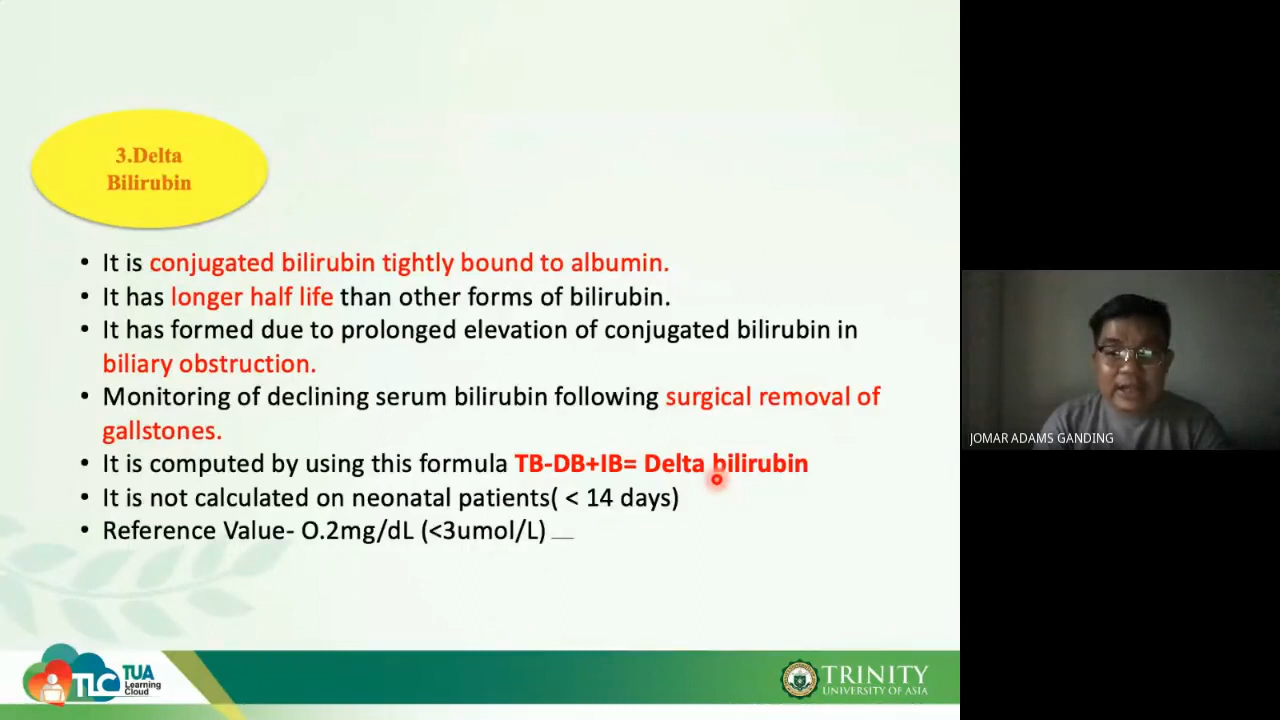 3.Delta
Bilirubin
• It is conjugated bilirubin tightly bound to albumin.
• It has longer half life than other forms of bilirubin.
• It has formed due to prolonged elevation of conjugated bilirubin in
biliary obstruction.
• Monitoring of declining serum bilirubin following surgical removal of
gallstones.
• It is computed by using this formula TB-DB+IB= Delta bilirubin
• It is not calculated on neonatal patients( < 14 days)
• Reference Value- O.2mg/dL (<3umol/L)
JOMAR ADAMS GANDING
TLC
TUA
Learning
Cloud
TRINITY
UNIVERSITY OF ASIA